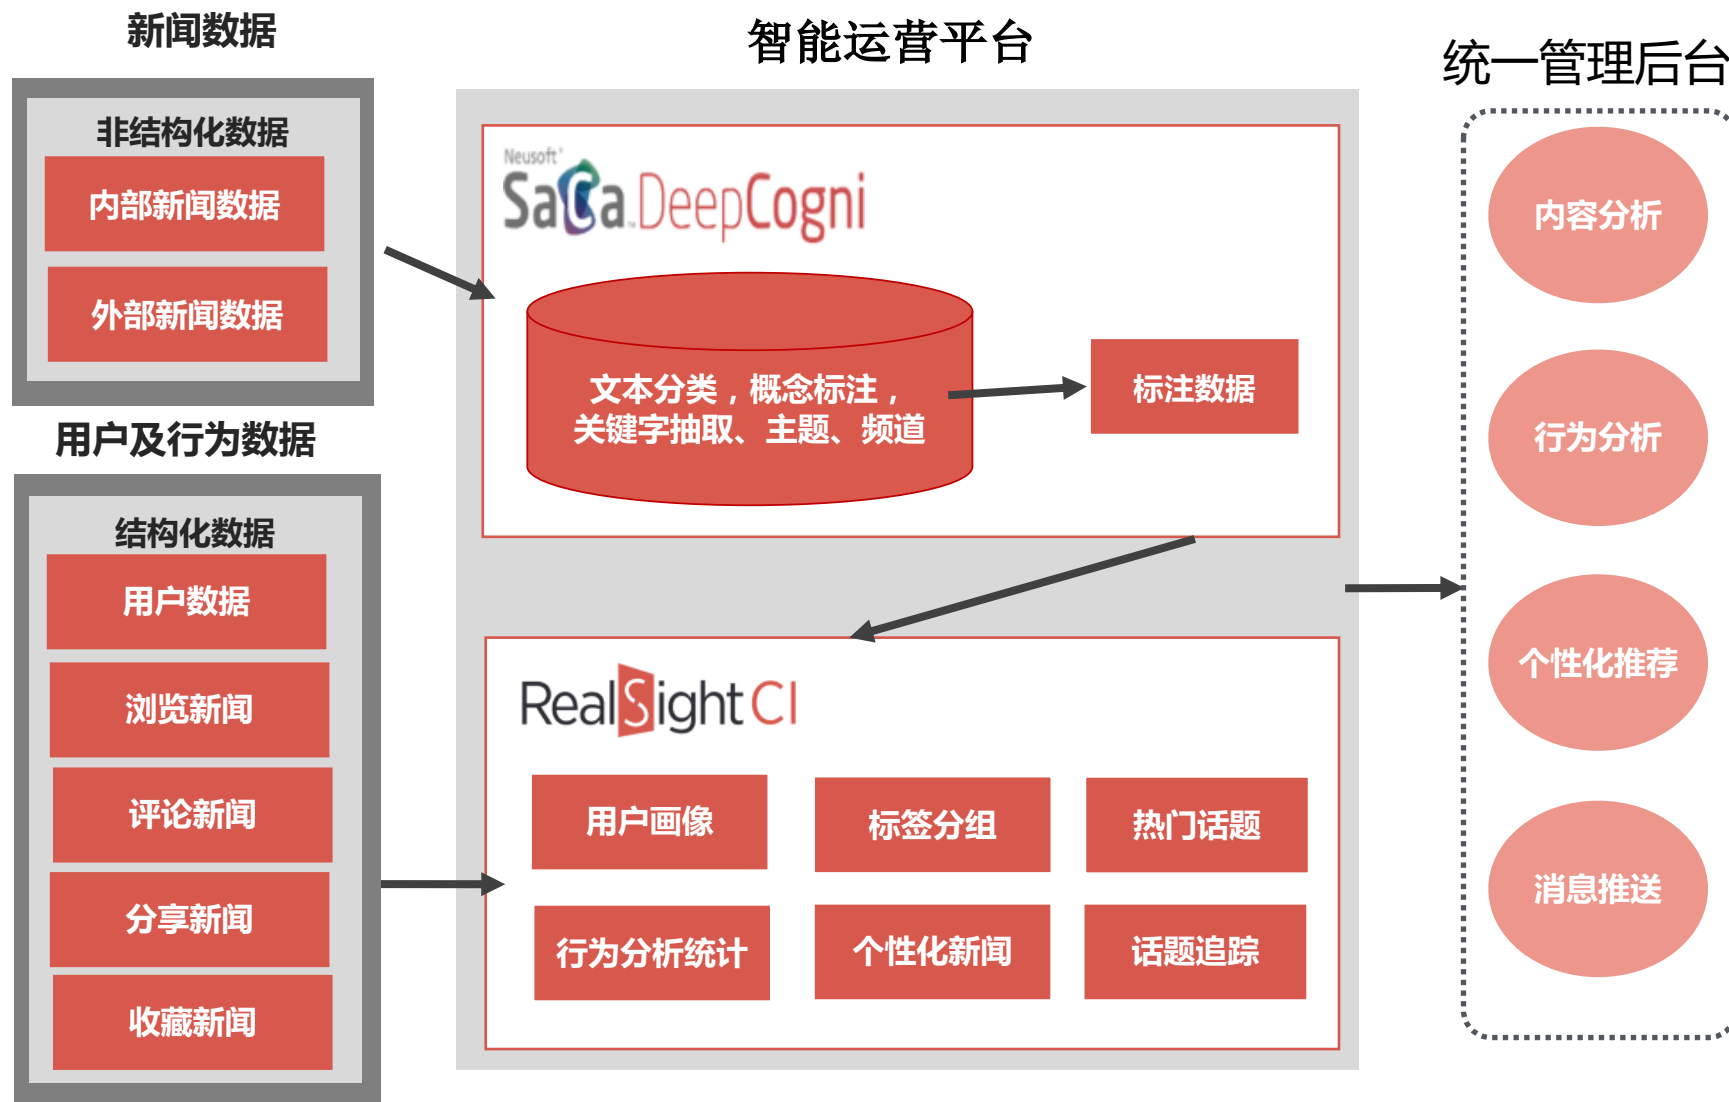 新闻数据
非结构化数据
内部新闻数据
外部新闻数据
用户及行为数据
结构化数据
用户数据
浏览新闻
评论新闻
分享新闻
收藏新闻
智能运营平台
Neusoft®
SaCa™ DeepCogni
文本分类，概念标注，
关键字抽取、主题、频道
标注数据
RealSight CI
用户画像
标签分组
热门话题
行为分析统计
个性化新闻
话题追踪
统一管理后台
内容分析
行为分析
个性化推荐
消息推送